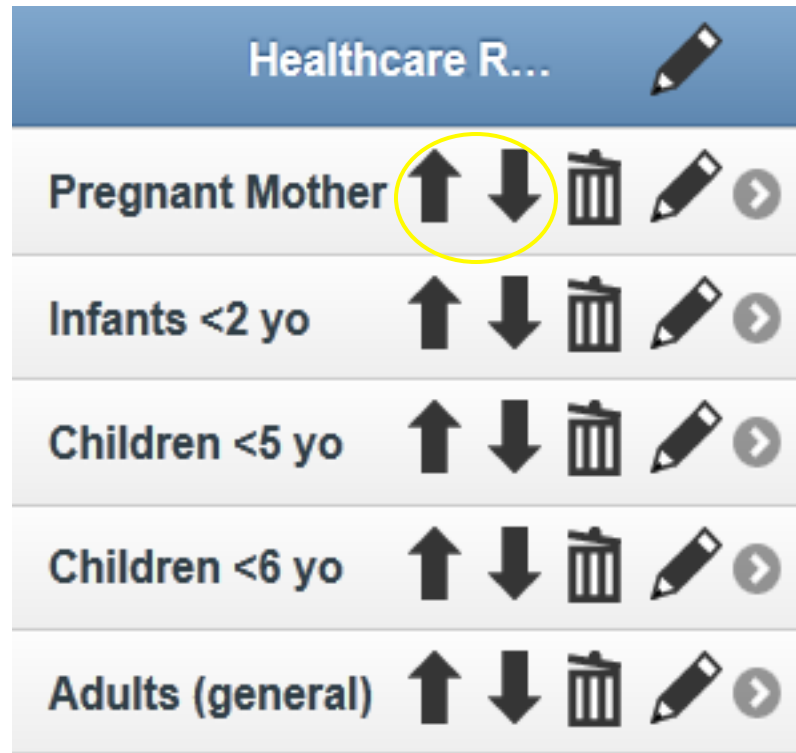 Healthcare R...
Pregnant Mother
Infants <2 yo
Children <5 yo
Children <6 yo
Adults (general)